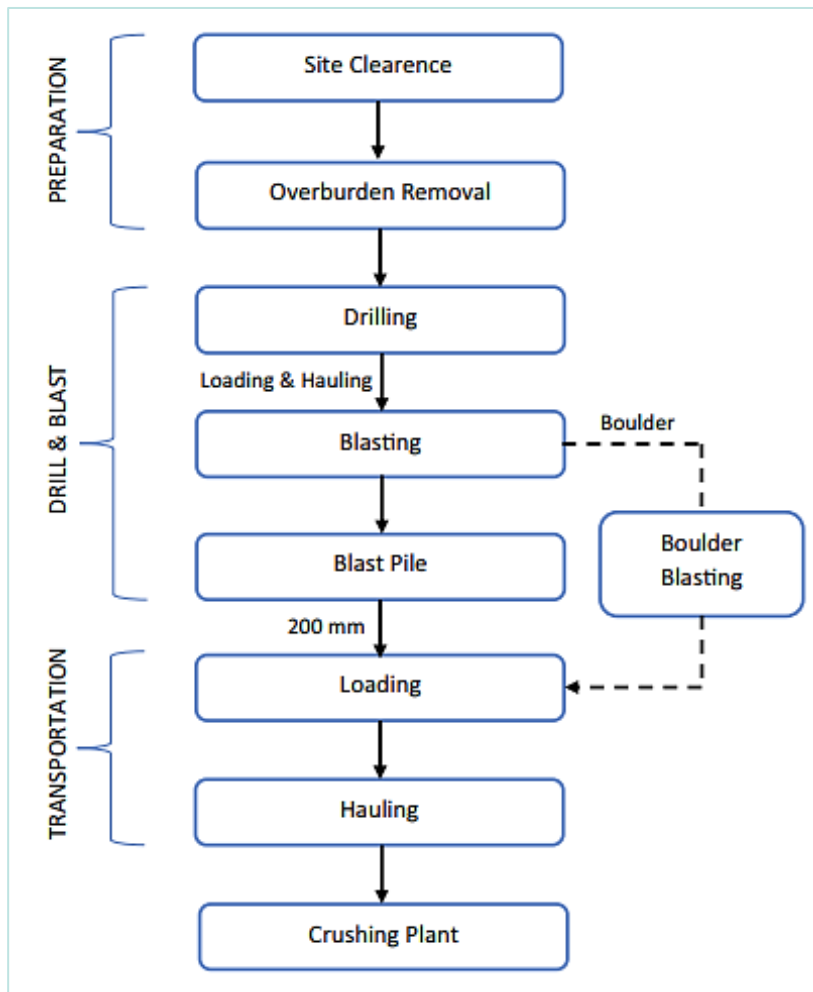 PREPARATION
Site Clearence
Overburden Removal
DRILL & BLAST
Drilling
Loading & Hauling
Blasting
Boulder
Boulder
Blasting
Blast Pile
200 mm
TRANSPORTATION
Loading
Hauling
Crushing Plant